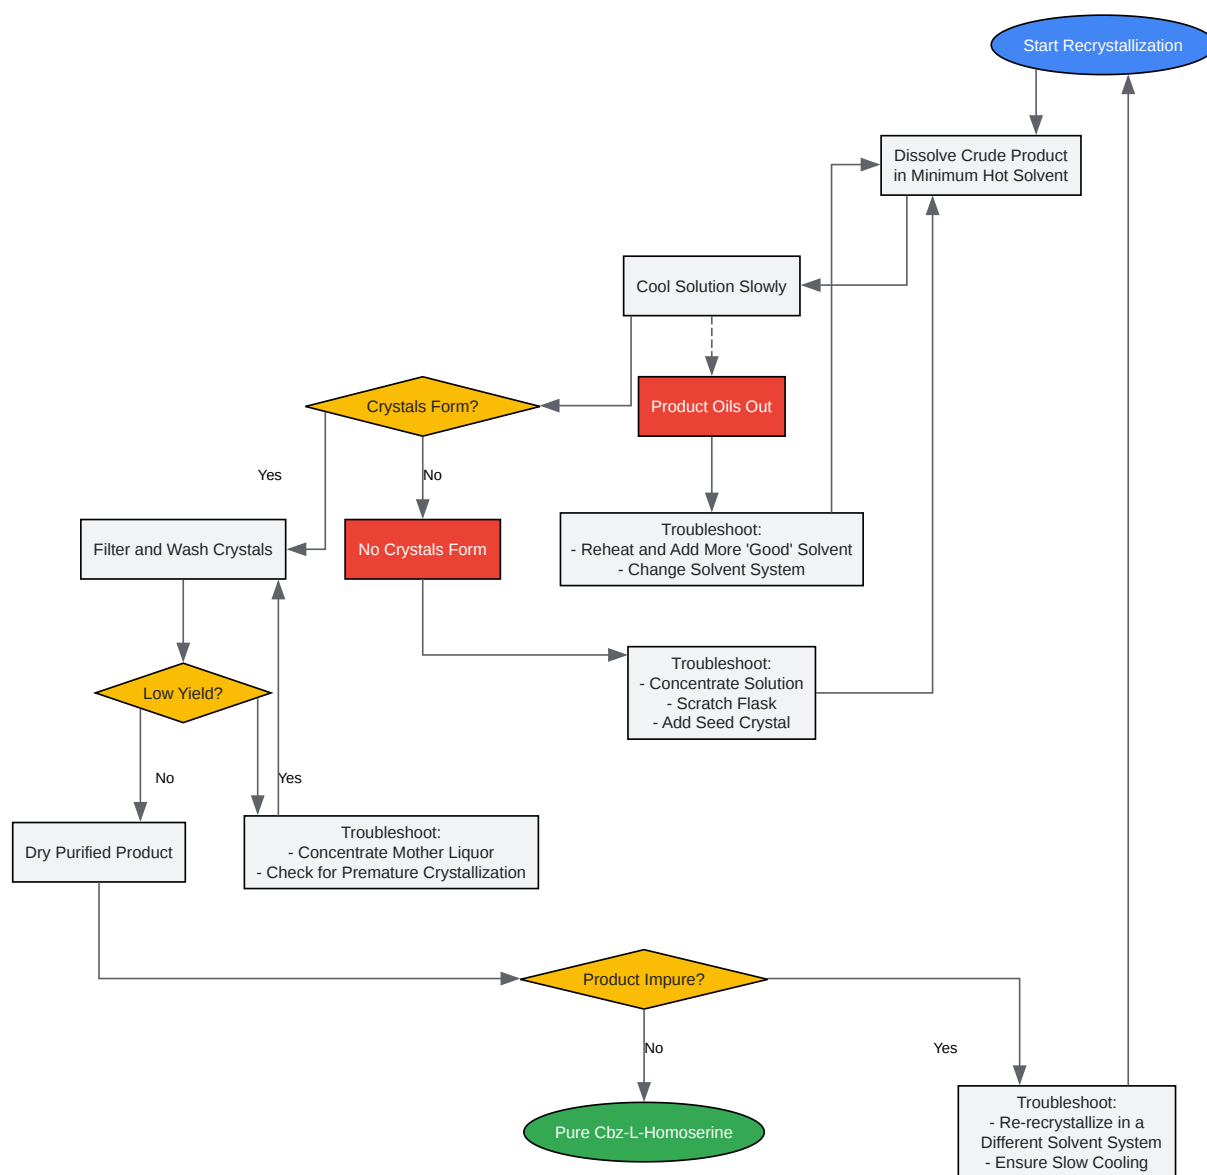 Start Recrystallization
Dissolve Crude Product
in Minimum Hot Solvent
Cool Solution Slowly
Crystals Form?
Product Oils Out
Yes
No
Filter and Wash Crystals
No Crystals Form
Troubleshoot:
- Reheat and Add More 'Good' Solvent
- Change Solvent System
Troubleshoot:
- Concentrate Solution
- Scratch Flask
- Add Seed Crystal
Low Yield?
No
Yes
Dry Purified Product
Troubleshoot:
- Concentrate Mother Liquor
- Check for Premature Crystallization
Product Impure?
No
Yes
Pure Cbz-L-Homoserine
Troubleshoot:
- Re-recrystallize in a
Different Solvent System
- Ensure Slow Cooling